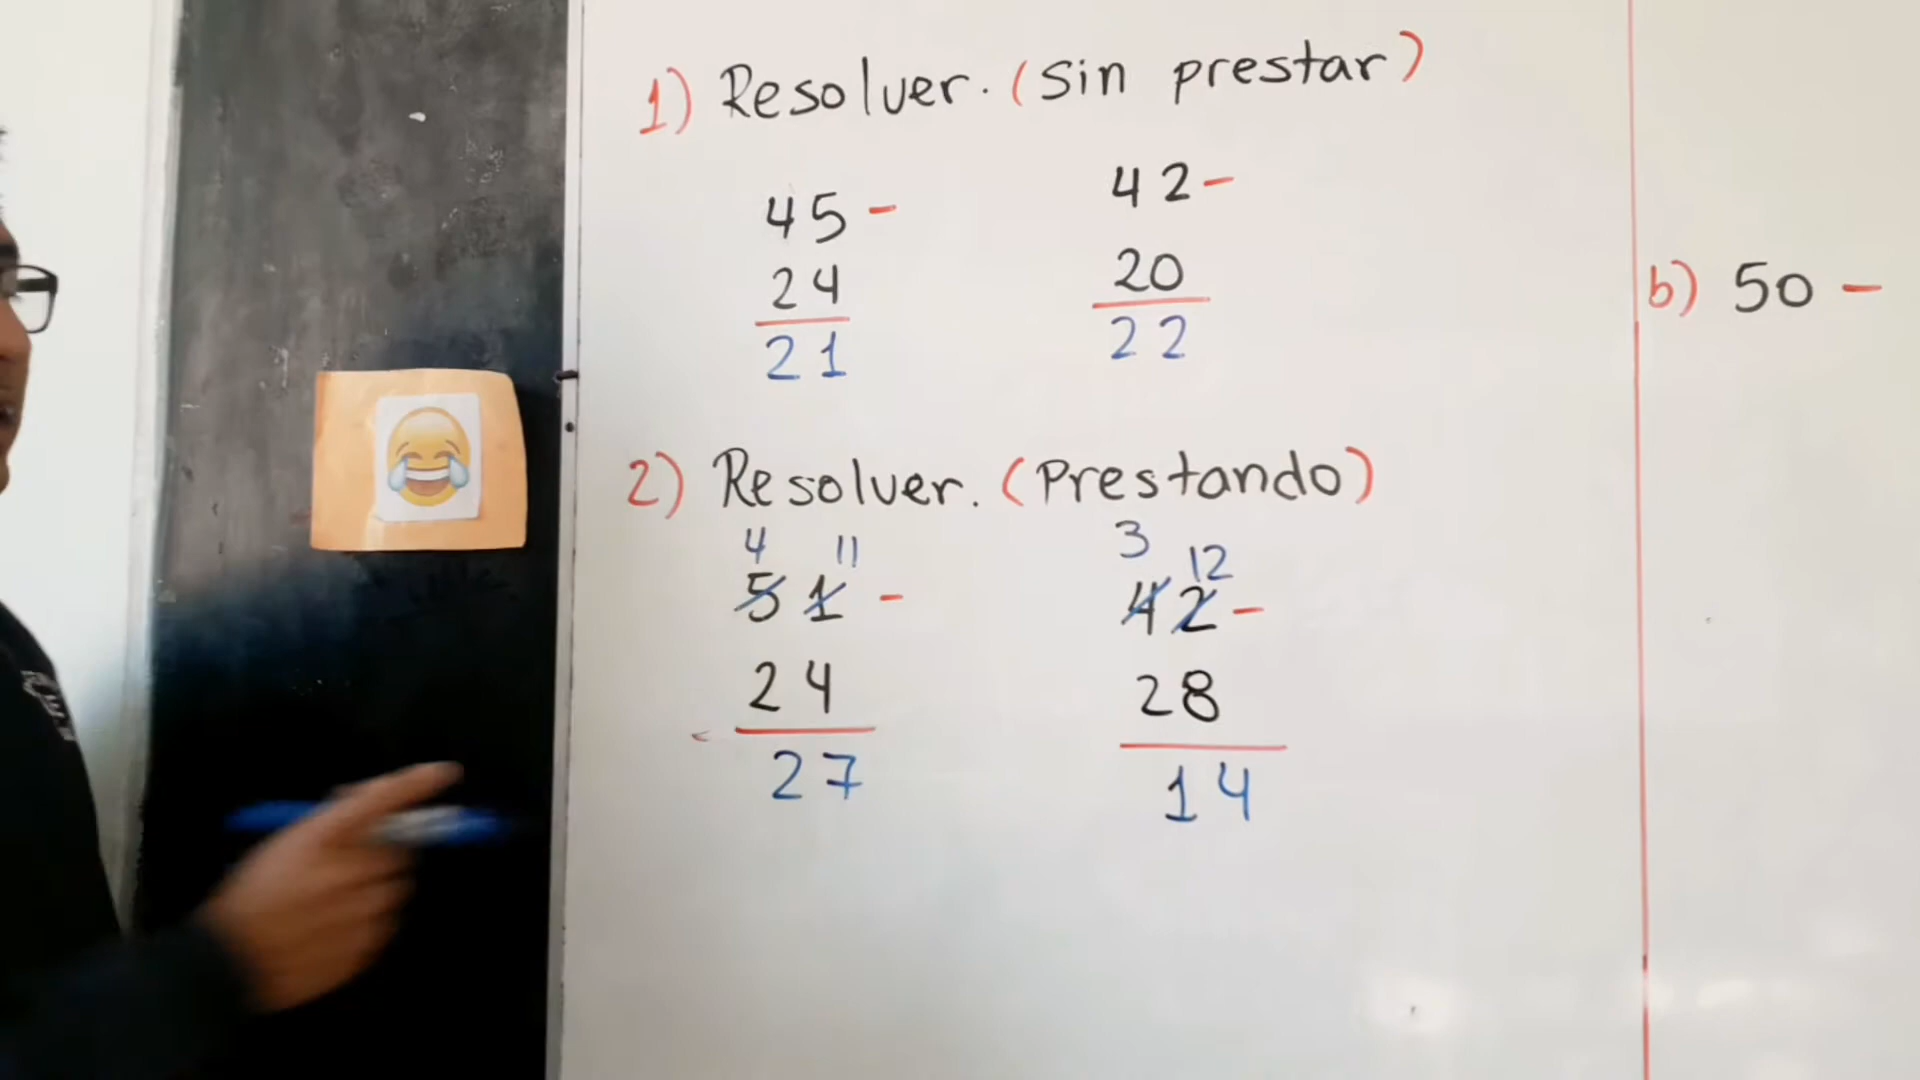 1) Resolver. (Sin prestar)
45 - 42 -
24 20
21 22
b) 50 -
2) Resolver. (Prestando)
4 11 3 12
51 - 42 -
24 28
27 14